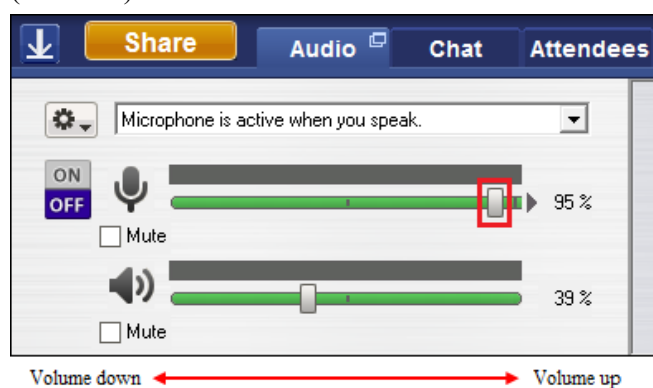 Share Audio Chat Attendees
Microphone is active when you speak.
ON
OFF
95 %
Mute
39 %
Mute
Volume down Volume up